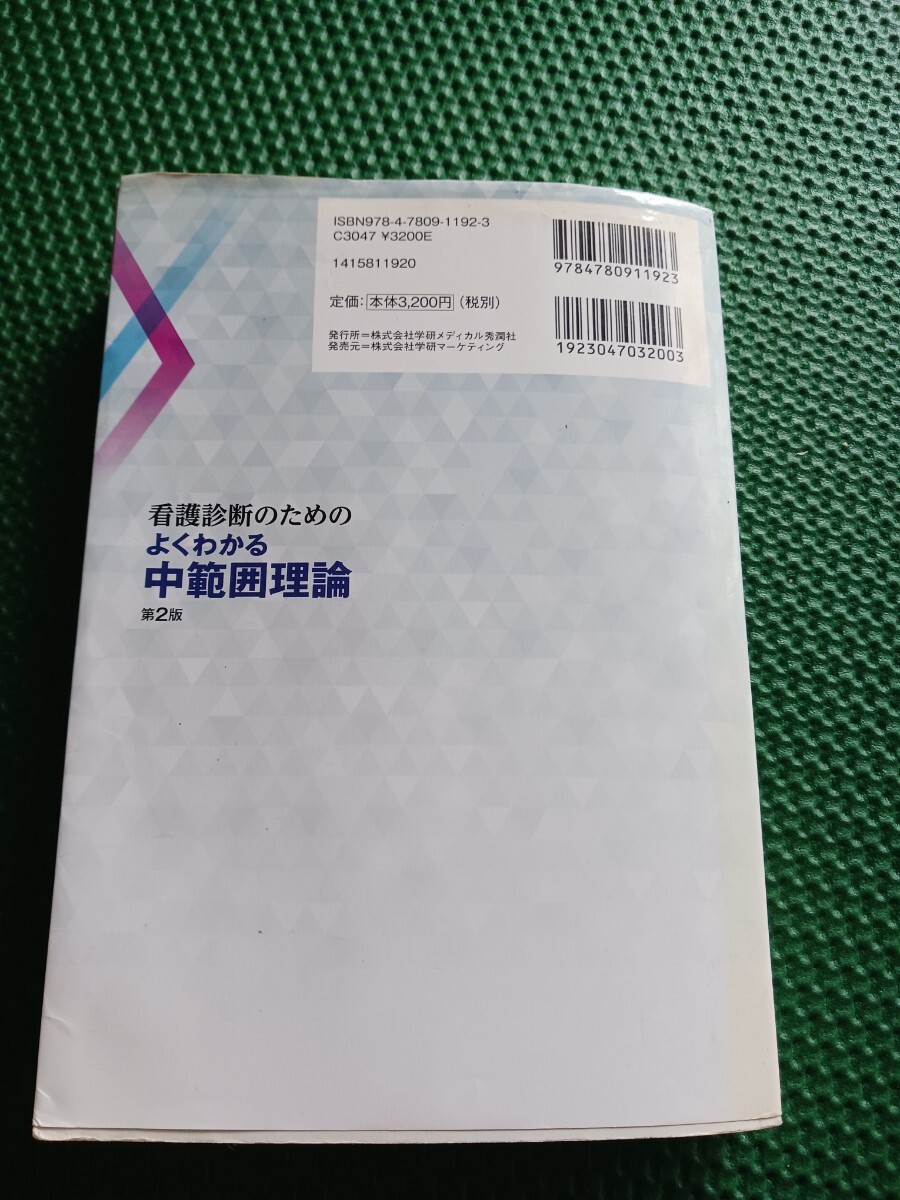 ISBN978-4-7809-1192-3
C3047 ¥3200E
1415811920
定価：本体3,200円（税別）
発行所＝株式会社学研メディカル秀潤社
発売元＝株式会社学研マーケティング
9784780911923
1923047032003
看護診断のための
よくわかる
中範囲理論
第2版